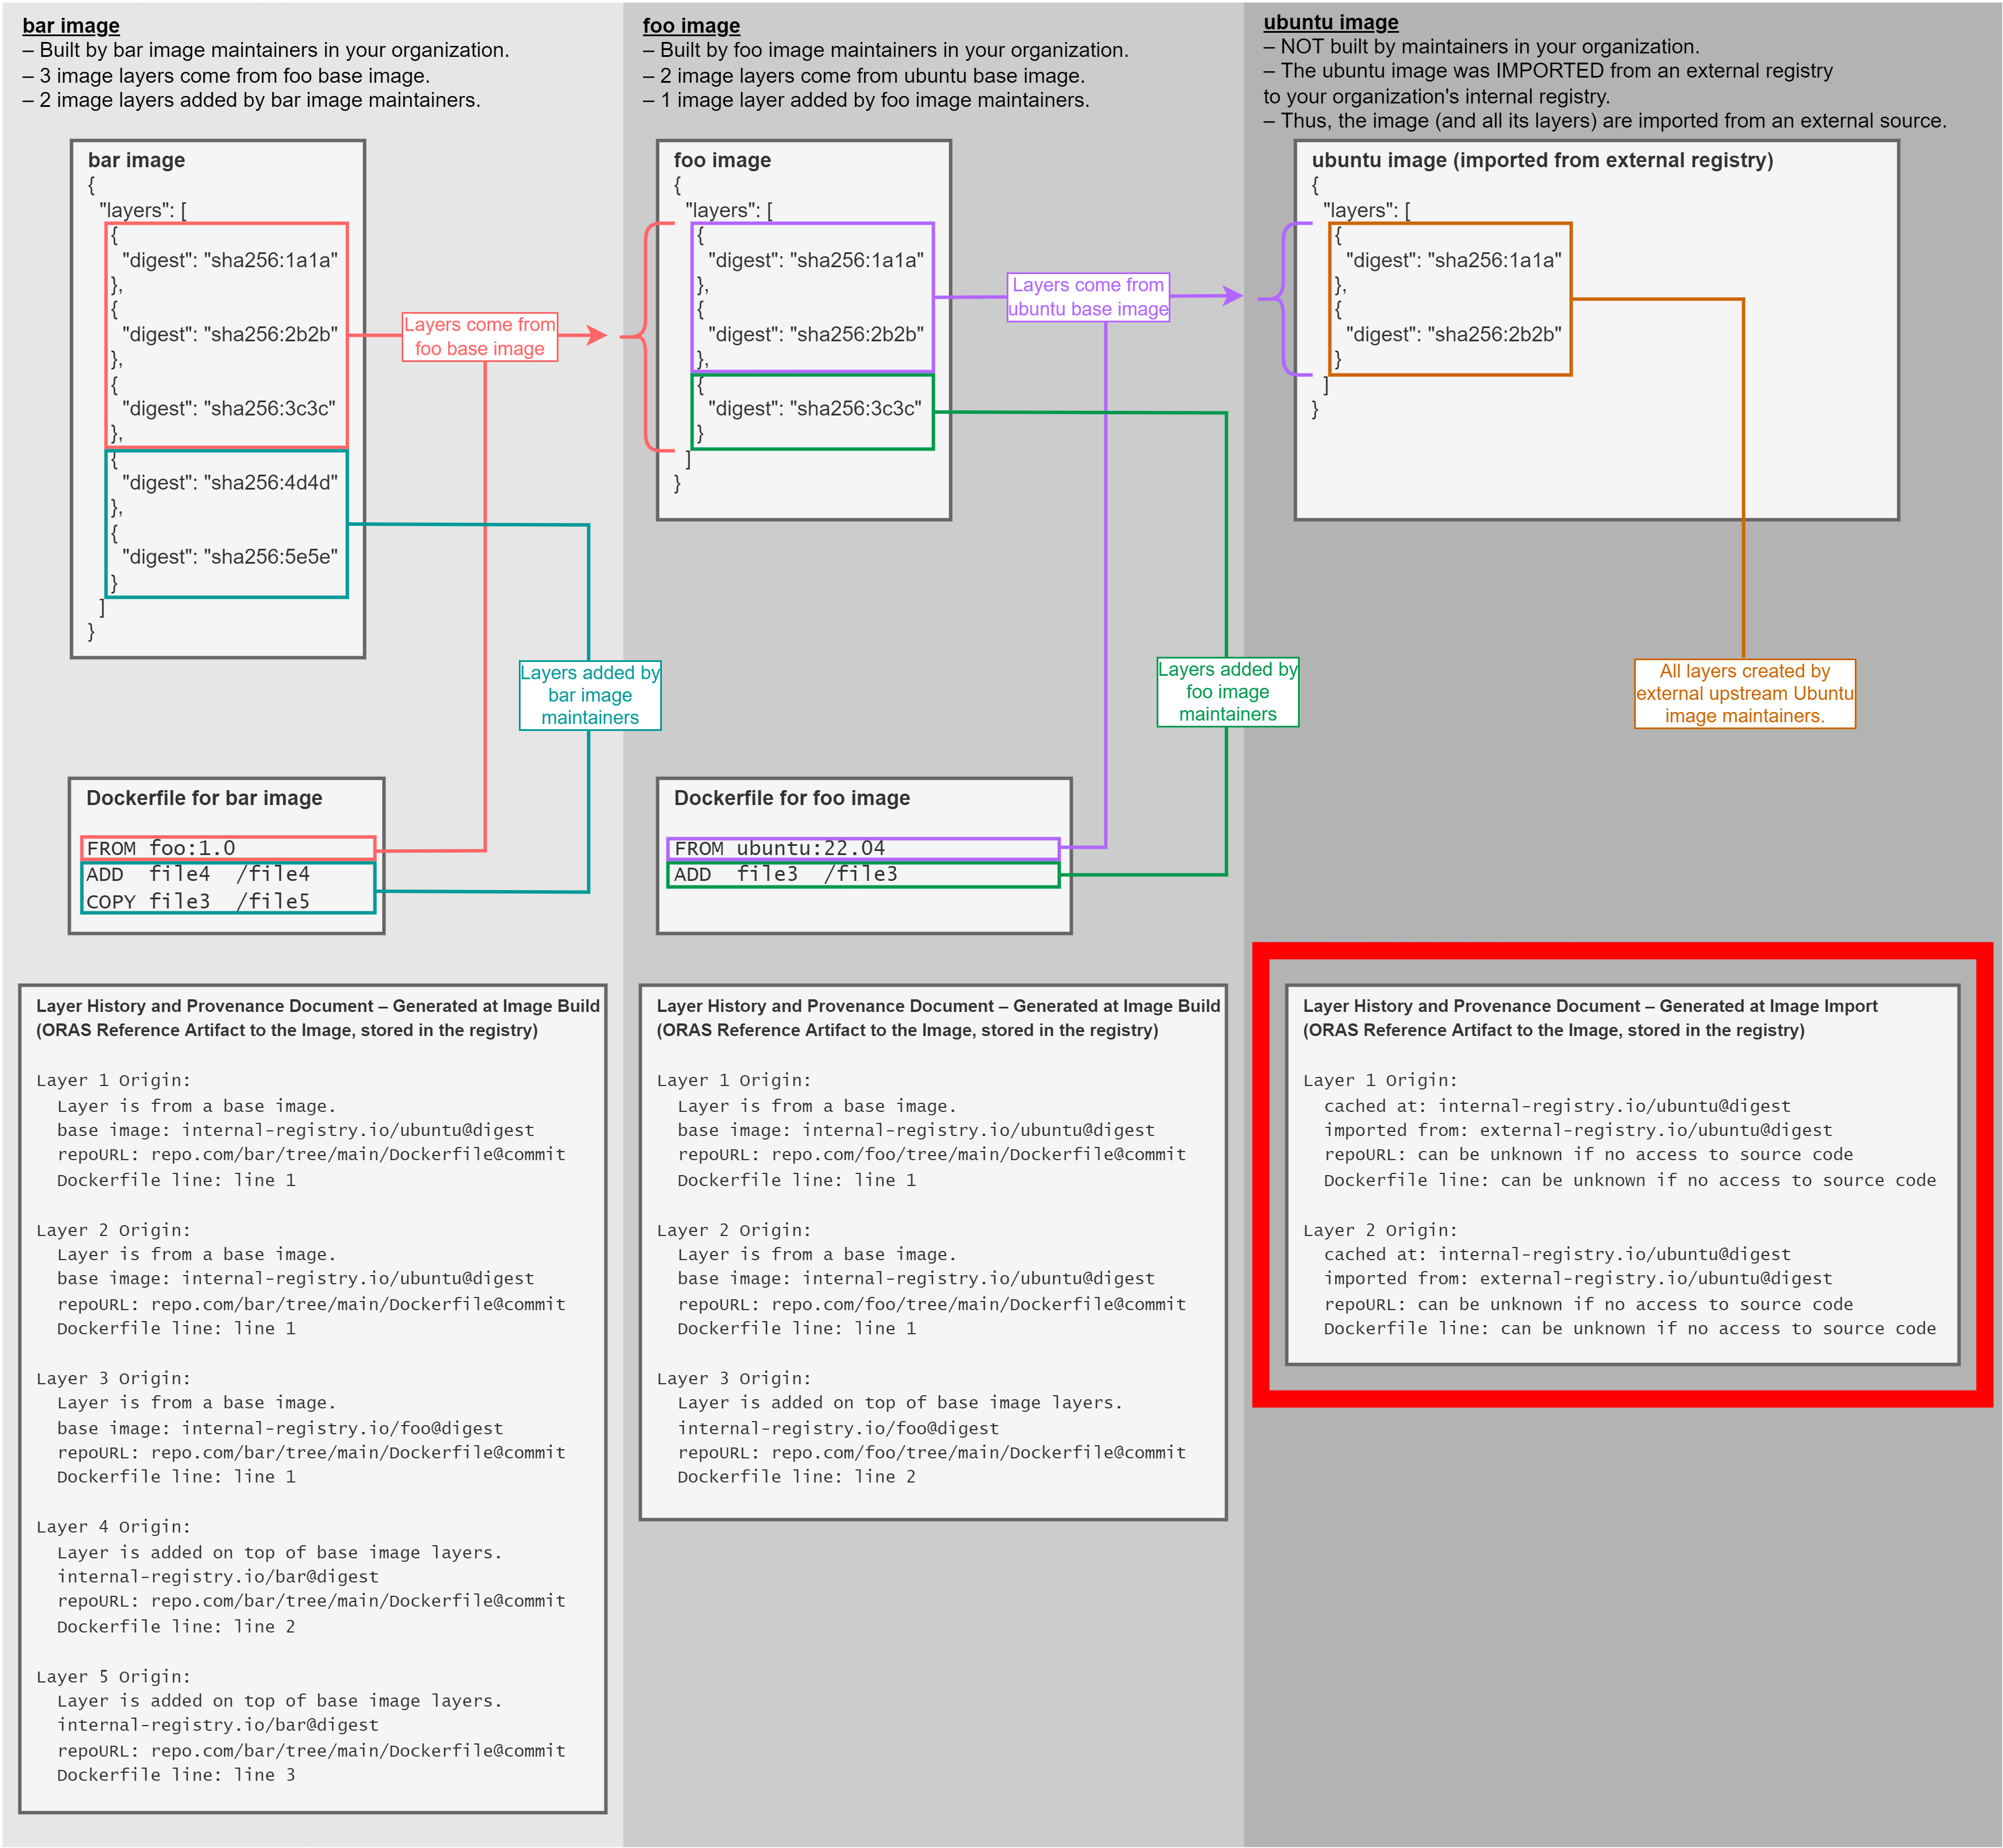 bar image
– Built by bar image maintainers in your organization.
– 3 image layers come from foo base image.
– 2 image layers added by bar image maintainers.
bar image
{
"layers": [
{
"digest": "sha256:1a1a"
},
{
"digest": "sha256:2b2b"
},
{
"digest": "sha256:3c3c"
},
{
"digest": "sha256:4d4d"
},
{
"digest": "sha256:5e5e"
}
]
}
Layers come from
foo base image
Layers added by
bar image
maintainers
Dockerfile for bar image
FROM foo:1.0
ADD  file4  /file4
COPY file3  /file5
Layer History and Provenance Document – Generated at Image Build
(ORAS Reference Artifact to the Image, stored in the registry)
Layer 1 Origin:
Layer is from a base image.
base image: internal-registry.io/ubuntu@digest
repoURL: repo.com/bar/tree/main/Dockerfile@commit
Dockerfile line: line 1
Layer 2 Origin:
Layer is from a base image.
base image: internal-registry.io/ubuntu@digest
repoURL: repo.com/bar/tree/main/Dockerfile@commit
Dockerfile line: line 1
Layer 3 Origin:
Layer is from a base image.
base image: internal-registry.io/foo@digest
repoURL: repo.com/bar/tree/main/Dockerfile@commit
Dockerfile line: line 1
Layer 4 Origin:
Layer is added on top of base image layers.
internal-registry.io/bar@digest
repoURL: repo.com/bar/tree/main/Dockerfile@commit
Dockerfile line: line 2
Layer 5 Origin:
Layer is added on top of base image layers.
internal-registry.io/bar@digest
repoURL: repo.com/bar/tree/main/Dockerfile@commit
Dockerfile line: line 3
foo image
– Built by foo image maintainers in your organization.
– 2 image layers come from ubuntu base image.
– 1 image layer added by foo image maintainers.
foo image
{
"layers": [
{
"digest": "sha256:1a1a"
},
{
"digest": "sha256:2b2b"
},
{
"digest": "sha256:3c3c"
}
]
}
Layers come from
ubuntu base image
Layers added by
foo image
maintainers
Dockerfile for foo image
FROM ubuntu:22.04
ADD  file3  /file3
Layer History and Provenance Document – Generated at Image Build
(ORAS Reference Artifact to the Image, stored in the registry)
Layer 1 Origin:
Layer is from a base image.
base image: internal-registry.io/ubuntu@digest
repoURL: repo.com/foo/tree/main/Dockerfile@commit
Dockerfile line: line 1
Layer 2 Origin:
Layer is from a base image.
base image: internal-registry.io/ubuntu@digest
repoURL: repo.com/foo/tree/main/Dockerfile@commit
Dockerfile line: line 1
Layer 3 Origin:
Layer is added on top of base image layers.
internal-registry.io/foo@digest
repoURL: repo.com/foo/tree/main/Dockerfile@commit
Dockerfile line: line 2
ubuntu image
– NOT built by maintainers in your organization.
– The ubuntu image was IMPORTED from an external registry
to your organization's internal registry.
– Thus, the image (and all its layers) are imported from an external source.
ubuntu image (imported from external registry)
{
"layers": [
{
"digest": "sha256:1a1a"
},
{
"digest": "sha256:2b2b"
}
]
}
All layers created by
external upstream Ubuntu
image maintainers.
Layer History and Provenance Document – Generated at Image Import
(ORAS Reference Artifact to the Image, stored in the registry)
Layer 1 Origin:
cached at: internal-registry.io/ubuntu@digest
imported from: external-registry.io/ubuntu@digest
repoURL: can be unknown if no access to source code
Dockerfile line: can be unknown if no access to source code
Layer 2 Origin:
cached at: internal-registry.io/ubuntu@digest
imported from: external-registry.io/ubuntu@digest
repoURL: can be unknown if no access to source code
Dockerfile line: can be unknown if no access to source code